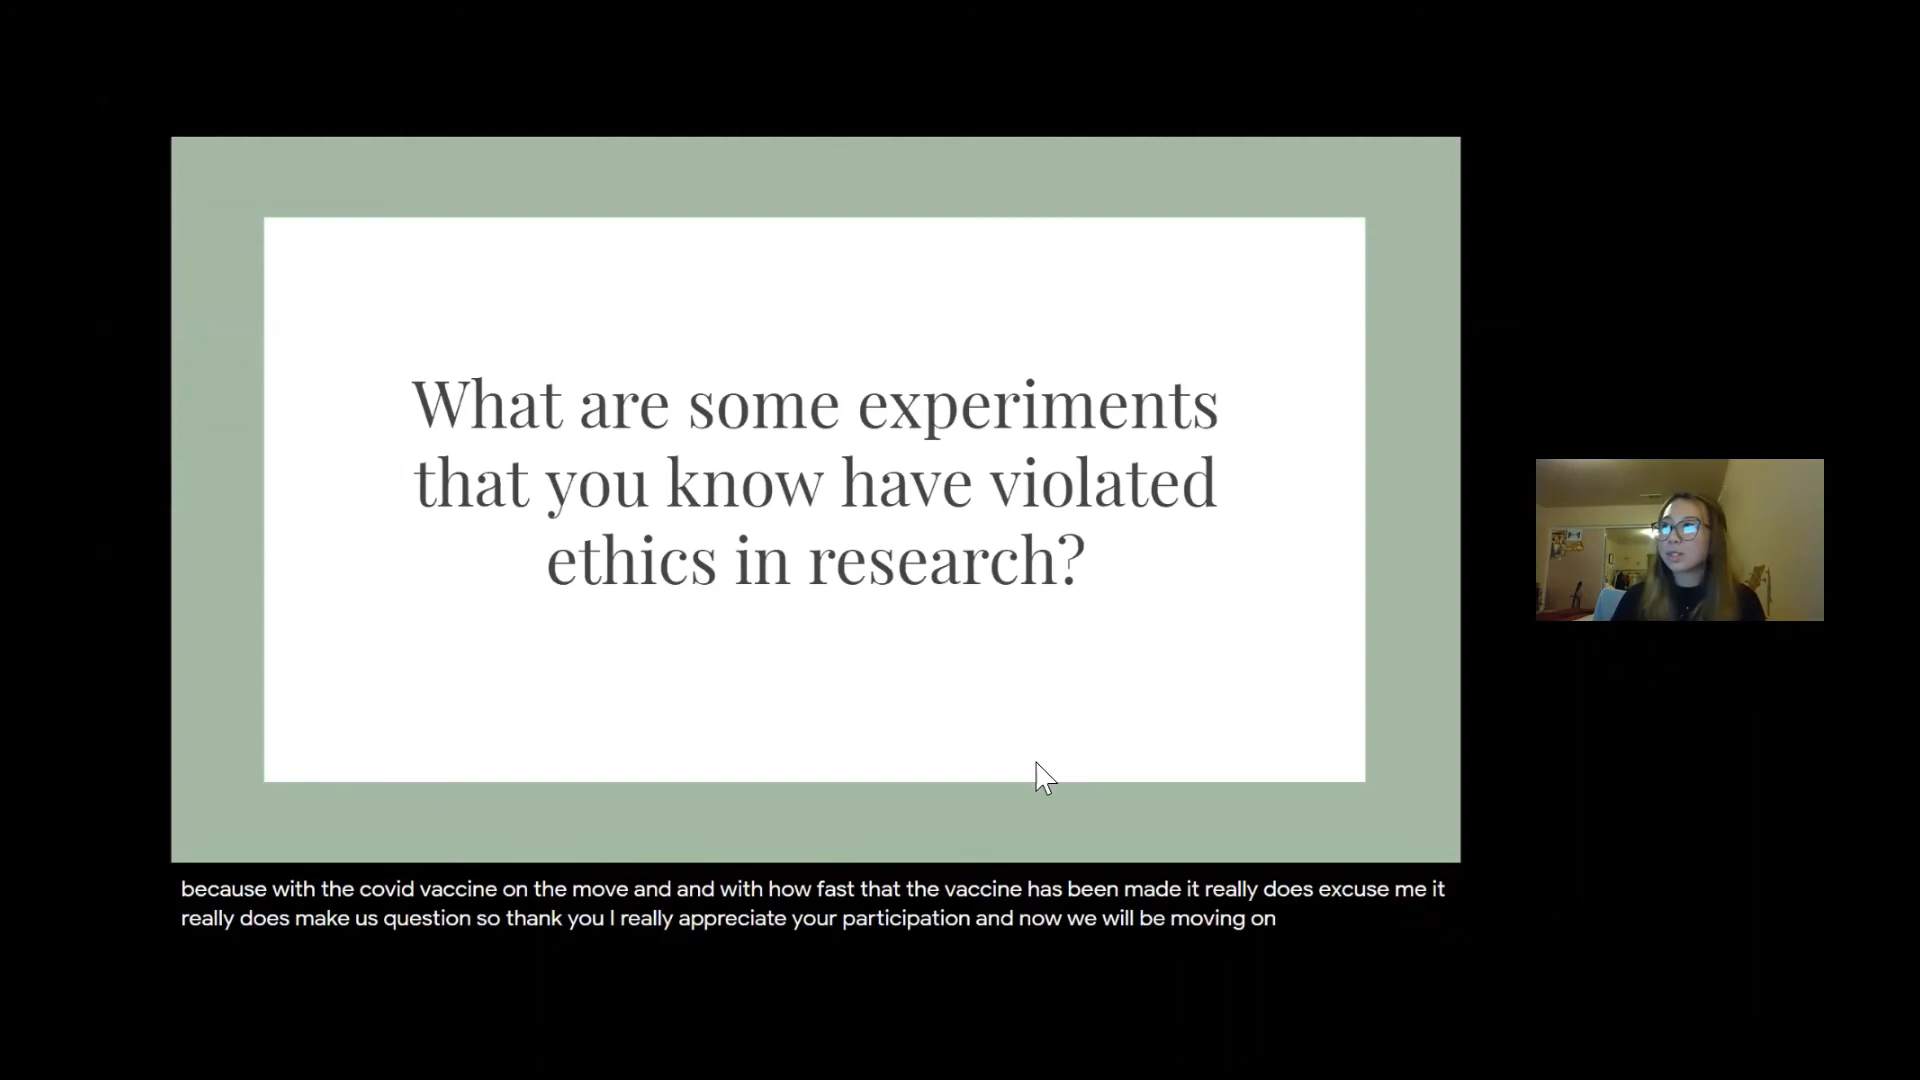 What are some experiments
that you know have violated
ethics in research?
because with the covid vaccine on the move and and with how fast that the vaccine has been made it really does excuse me it
really does make us question so thank you I really appreciate your participation and now we will be moving on